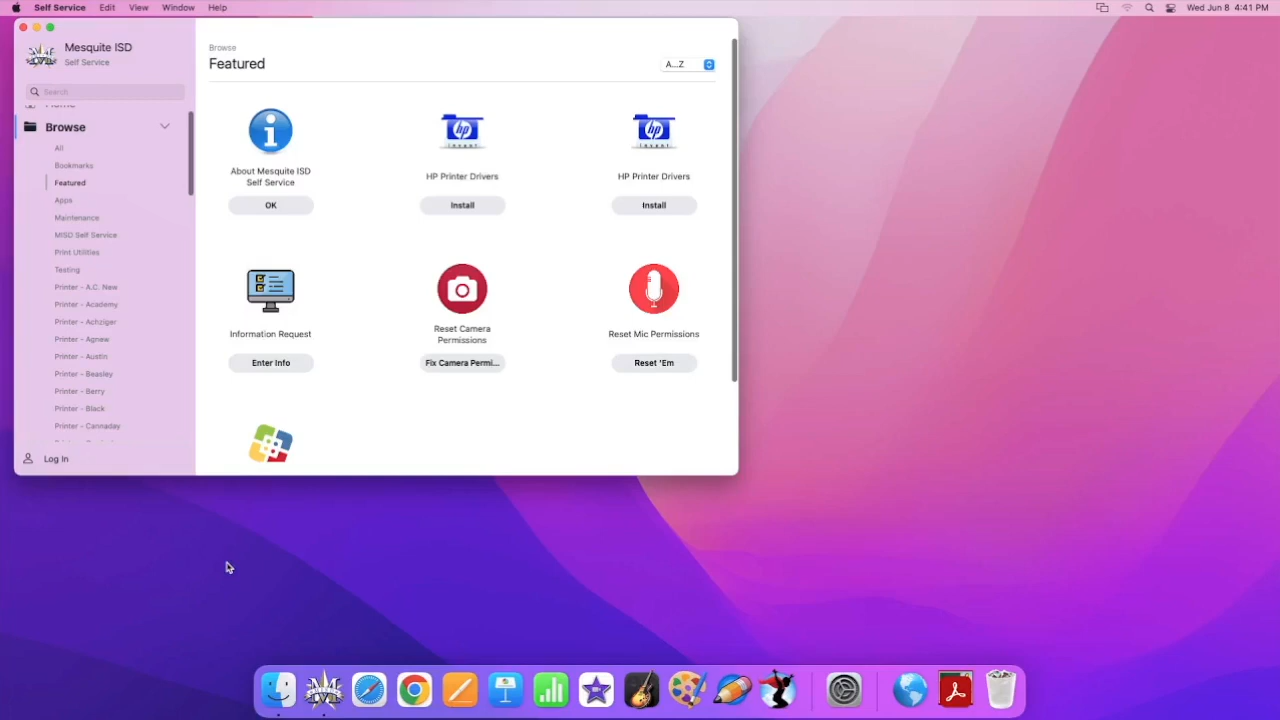 Self Service Edit View Window Help Wed Jun 8 4:41 PM
Mesquite ISD
Self Service
Search
Browse
All
Bookmarks
Featured
Apps
Maintenance
MISD Self Service
Print Utilities
Testing
Printer - A.C. New
Printer - Academy
Printer - Achziger
Printer - Agnew
Printer - Austin
Printer - Beasley
Printer - Berry
Printer - Black
Printer - Cannaday
Log In
Browse
Featured
A...Z
About Mesquite ISD
Self Service
OK
hp
invent
HP Printer Drivers
Install
hp
invent
HP Printer Drivers
Install
Information Request
Enter Info
Reset Camera
Permissions
Fix Camera Permi...
Reset Mic Permissions
Reset 'Em